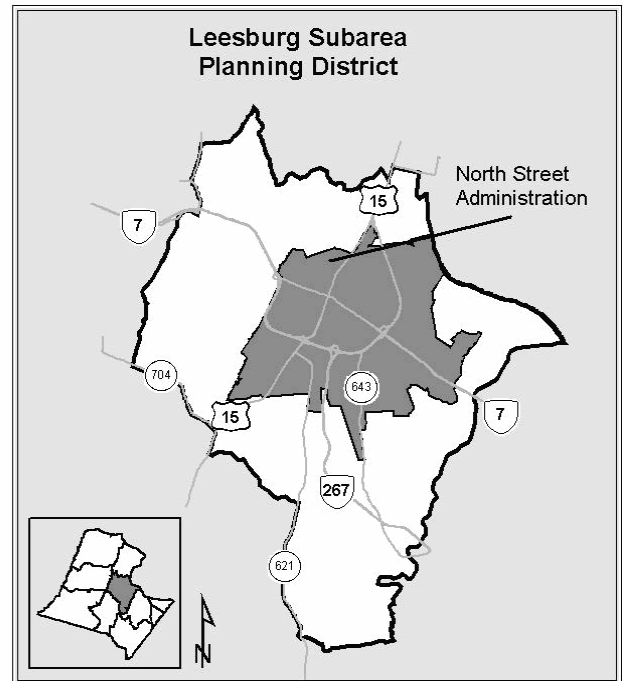 Leesburg Subarea
Planning District
North Street
Administration
15
7
704
643
15
7
267
621
N